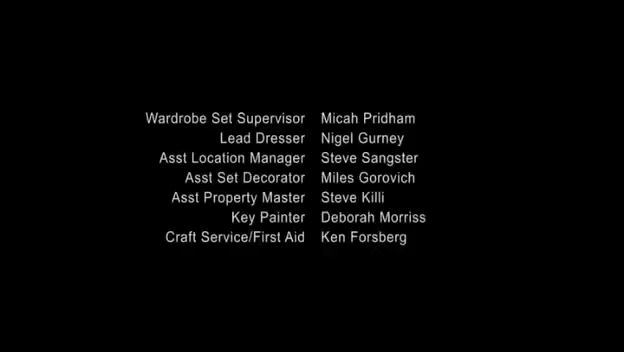 Wardrobe Set Supervisor Micah Pridham
Lead Dresser Nigel Gurney
Asst Location Manager Steve Sangster
Asst Set Decorator Miles Gorovich
Asst Property Master Steve Killi
Key Painter Deborah Morriss
Craft Service/First Aid Ken Forsberg